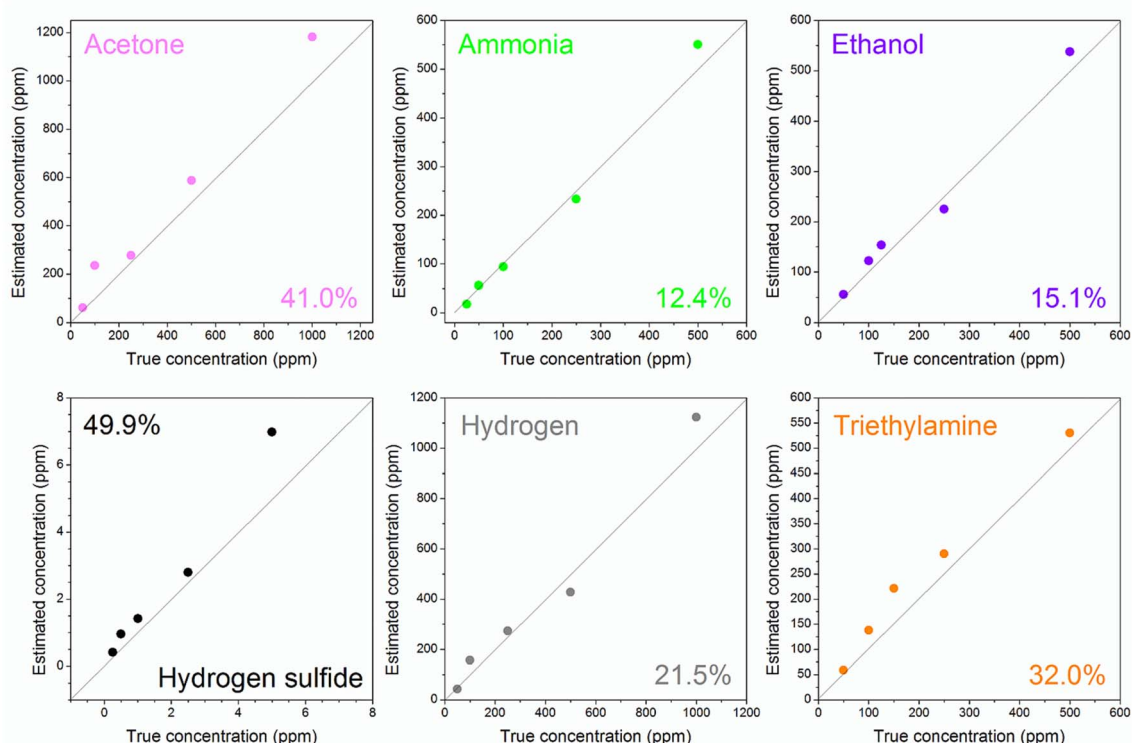 Acetone
41.0%
Estimated concentration (ppm)
1200
1000
800
600
400
200
0
0 200 400 600 800 1000 1200
True concentration (ppm)
Ammonia
12.4%
Estimated concentration (ppm)
600
500
400
300
200
100
0
0 100 200 300 400 500 600
True concentration (ppm)
Ethanol
15.1%
Estimated concentration (ppm)
600
500
400
300
200
100
0
0 100 200 300 400 500 600
True concentration (ppm)
49.9%
Hydrogen sulfide
Estimated concentration (ppm)
8
6
4
2
0
0 2 4 6 8
True concentration (ppm)
Hydrogen
21.5%
Estimated concentration (ppm)
1200
1000
800
600
400
200
0
0 200 400 600 800 1000 1200
True concentration (ppm)
Triethylamine
32.0%
Estimated concentration (ppm)
600
550
500
450
400
350
300
250
200
150
100
50
0
0 100 200 300 400 500 600
True concentration (ppm)